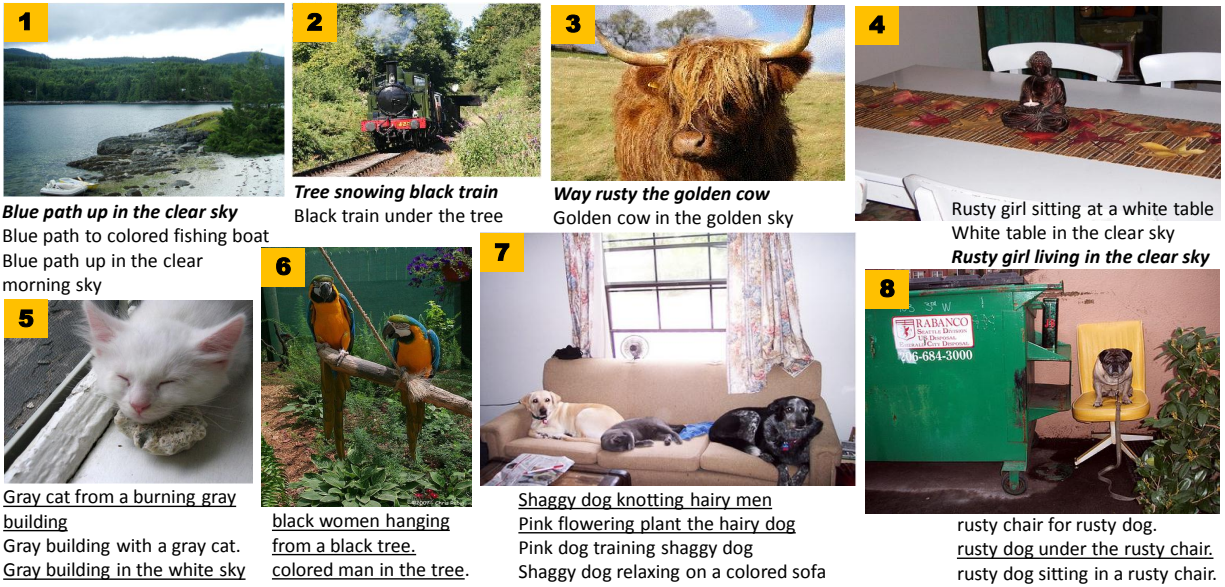 1
Blue path up in the clear sky
Blue path to colored fishing boat
Blue path up in the clear
morning sky
2
Tree snowing black train
Black train under the tree
3
Way rusty the golden cow
Golden cow in the golden sky
4
Rusty girl sitting at a white table
White table in the clear sky
Rusty girl living in the clear sky
5
Gray cat from a burning gray
building
Gray building with a gray cat.
Gray building in the white sky
6
black women hanging
from a black tree.
colored man in the tree.
7
Shaggy dog knotting hairy men
Pink flowering plant the hairy dog
Pink dog training shaggy dog
Shaggy dog relaxing on a colored sofa
8
RABANCO
SEATTLE DIVISION
US DISPOSAL
CITY DISPOSAL
206-684-3000
rusty chair for rusty dog.
rusty dog under the rusty chair.
rusty dog sitting in a rusty chair.